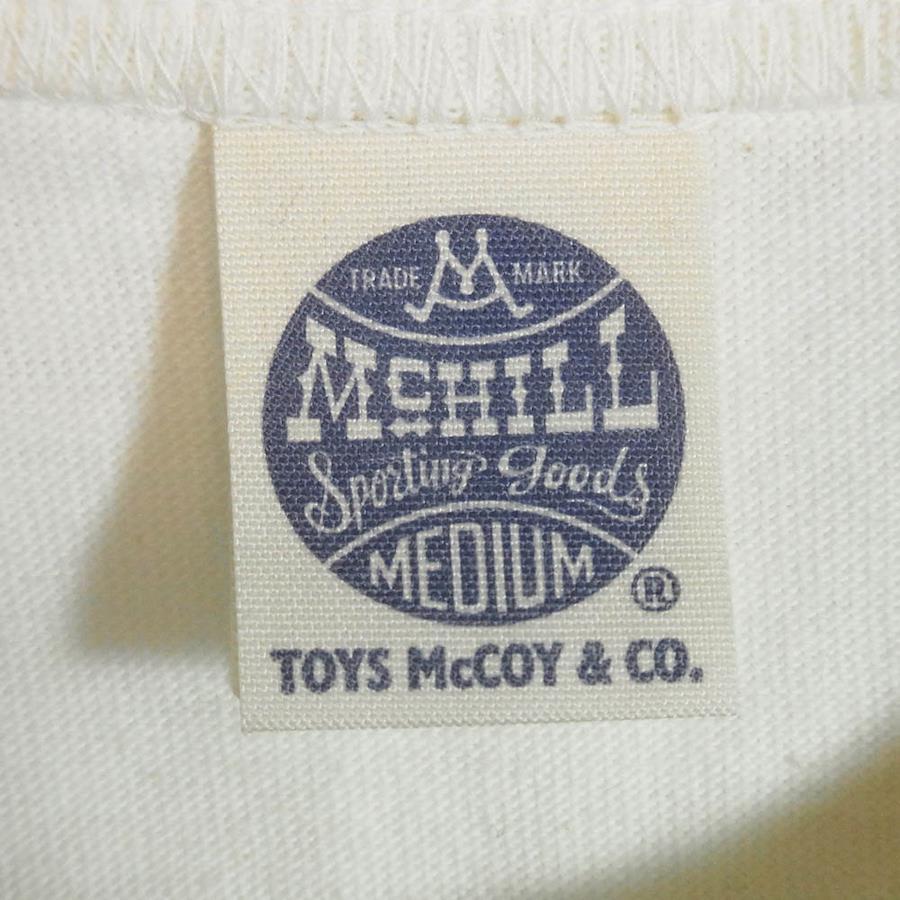 TRADE M MARK
McHILL
Sporting Goods
MEDIUM
®
TOYS McCOY & CO.